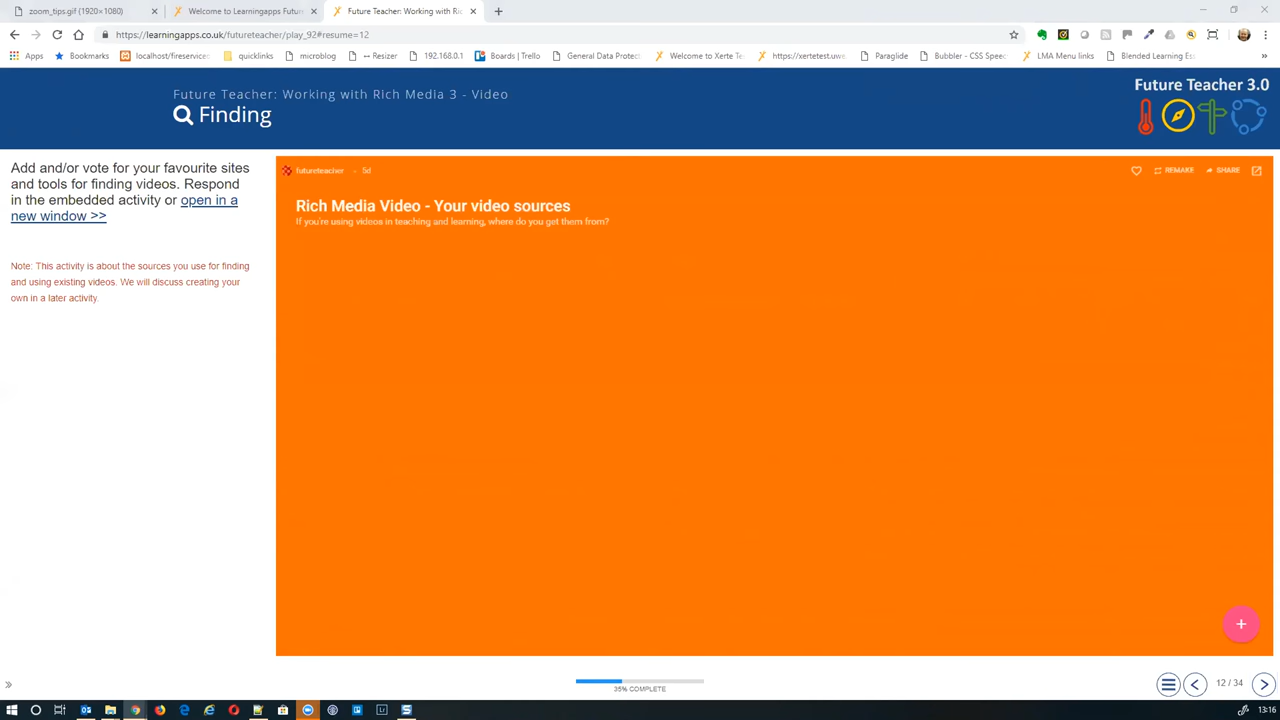 zoom_tips.gif (1920×1080)
Welcome to Learningapps Futu
Future Teacher: Working with Ri
https://learningapps.co.uk/futureteacher/play_92#resume=12
Apps
Bookmarks
localhost/fireservice
quicklinks
microblog
↔ Resizer
192.168.0.1
Boards | Trello
General Data Protect
Welcome to Xerte Te
https://xertetest.uwe
Paraglide
Bubbler - CSS Speec
LMA Menu links
Blended Learning Ess
Future Teacher: Working with Rich Media 3 - Video
Finding
Future Teacher 3.0
Add and/or vote for your favourite sites
and tools for finding videos. Respond
in the embedded activity or open in a
new window >>
Note: This activity is about the sources you use for finding
and using existing videos. We will discuss creating your
own in a later activity.
futureteacher
5d
REMAKE
SHARE
Rich Media Video - Your video sources
If you're using videos in teaching and learning, where do you get them from?
35% COMPLETE
12 / 34
13:16